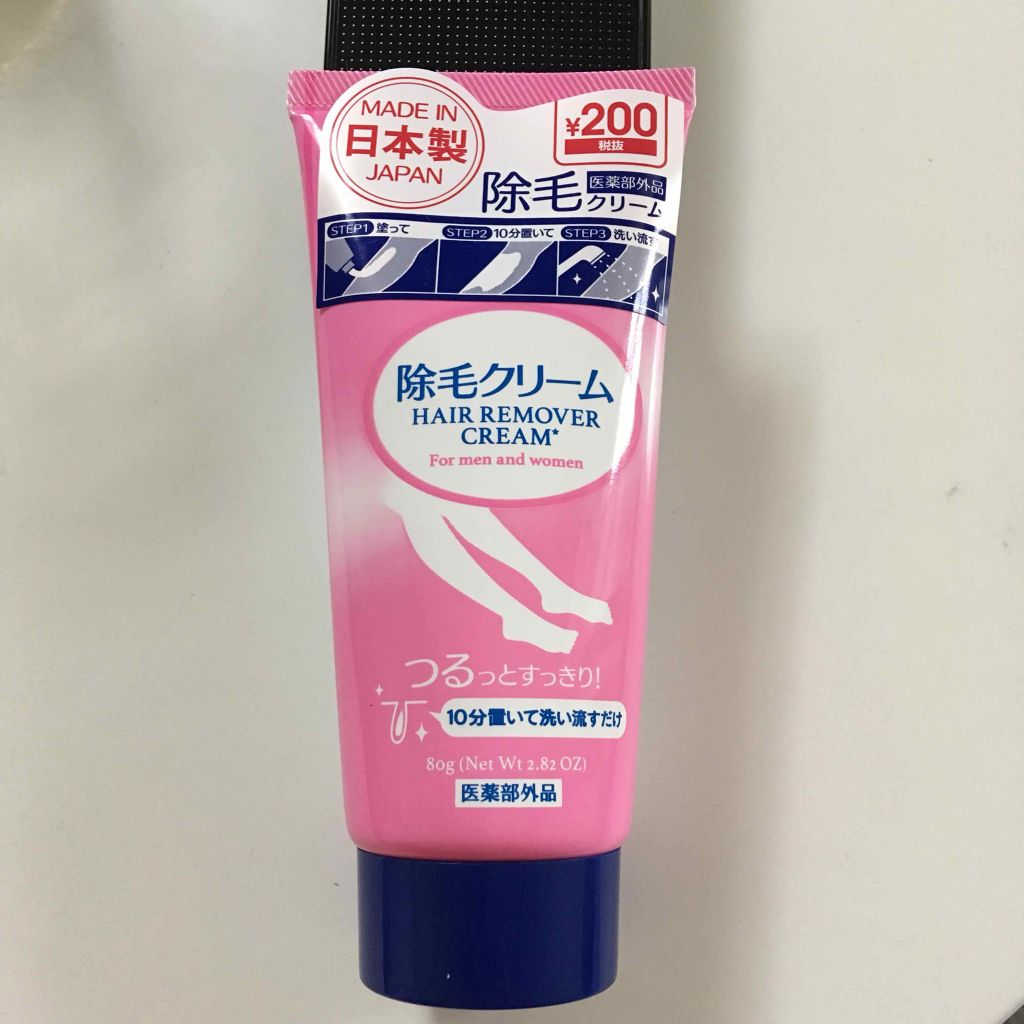 MADE IN
日本製
JAPAN
¥200
税抜
除毛
医薬部外品
クリーム
STEP1 塗って
STEP2 10分置いて
STEP3 洗い流す
除毛クリーム
HAIR REMOVER
CREAM*
For men and women
つるっとすっきり!
10分置いて洗い流すだけ
80g (Net Wt 2.82 OZ)
医薬部外品